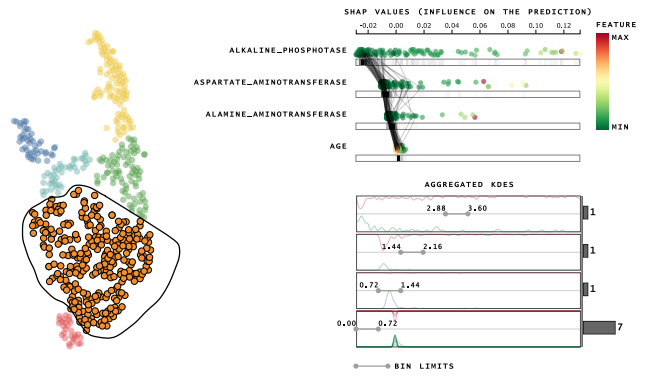 SHAP VALUES (INFLUENCE ON THE PREDICTION)
-0.02 0.00 0.02 0.04 0.06 0.08 0.10 0.12
FEATURE
MAX
MIN
ALKALINE_PHOSPHOTASE
ASPARTATE_AMINOTRANSFERASE
ALAMINE_AMINOTRANSFERASE
AGE
AGGREGATED KDES
2.88 3.60 1
1.44 2.16 1
0.72 1.44 1
0.00 0.72 7
BIN LIMITS